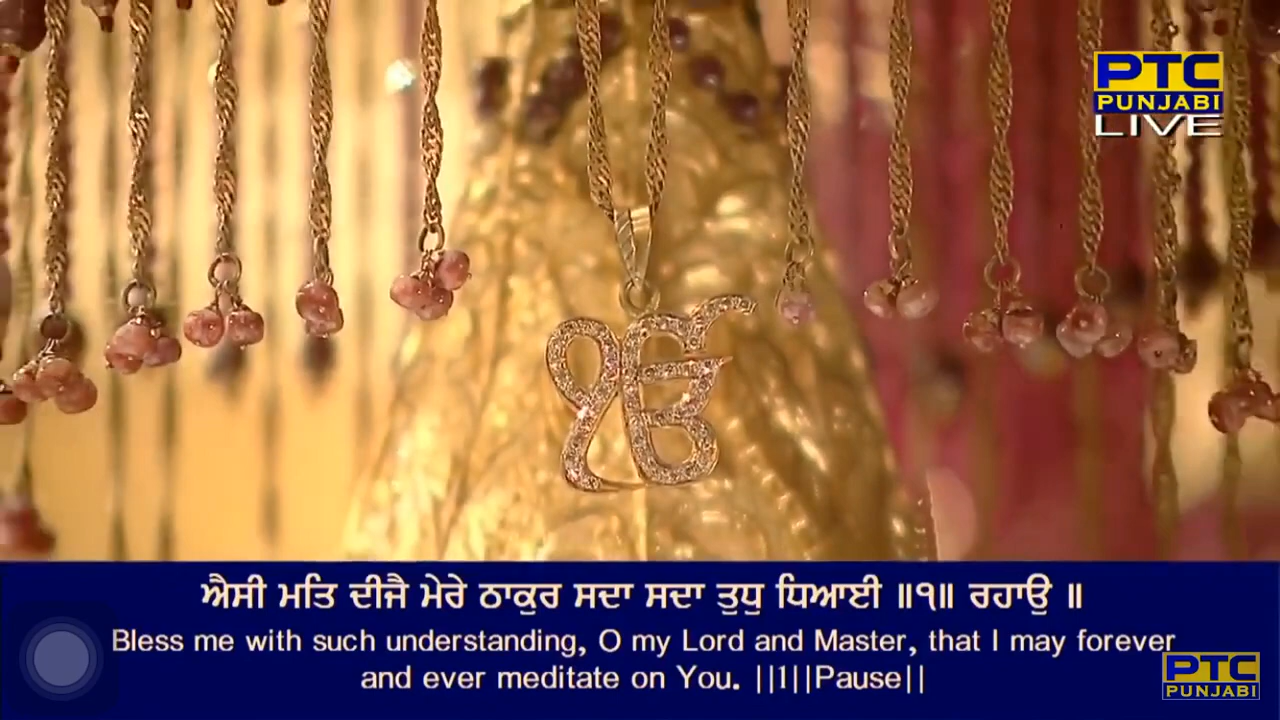 PTC
PUNJABI
LIVE
ੴ
ਐਸੀ ਮਤਿ ਦੀਜੈ ਮੇਰੇ ਠਾਕੁਰ ਸਦਾ ਸਦਾ ਤੁਧੁ ਧਿਆਈ ॥੧॥ ਰਹਾਉ ॥
Bless me with such understanding, O my Lord and Master, that I may forever
and ever meditate on You. ||1||Pause||
PTC
PUNJABI